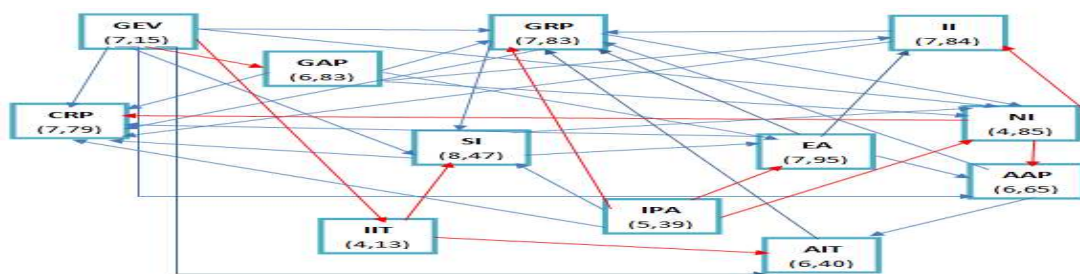 GEV
(7,15)
GRP
(7,83)
II
(7,84)
GAP
(6,83)
CRP
(7,79)
NI
(4,85)
SI
(8,47)
EA
(7,95)
AAP
(6,65)
IPA
(5,39)
IIT
(4,13)
AIT
(6,40)